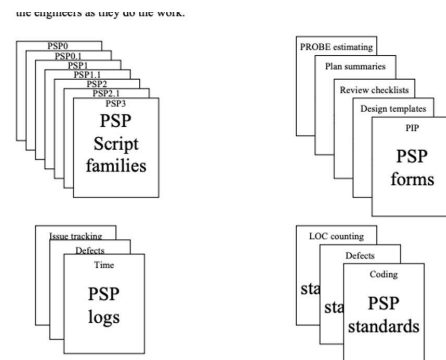 the engineers as they do the work.
PSP0
PSP0.1
PSP1
PSP1.1
PSP2
PSP2.1
PSP3
PSP
Script
families
PROBE estimating
Plan summaries
Review checklists
Design templates
PIP
PSP
forms
Issue tracking
Defects
Time
PSP
logs
LOC counting
Defects
Coding
sta
sta
PSP
standards